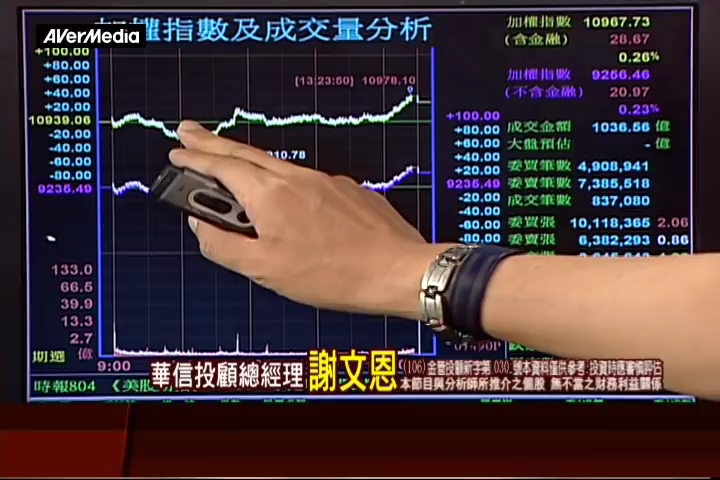 AVerMedia
權指數及成交量分析
加權指數 10967.73
(含金融) 28.67
0.26%
加權指數 9256.46
(不含金融) 20.97
0.23%
成交金額 1036.56 億
大盤預估 - 億
委買筆數 4,908,941
委賣筆數 7,385,518
成交筆數 837,080
委買張 10,118,365 2.06
委賣張 6,382,293 0.86
[13:23:50] 10978.10
910.78
+100.00
+80.00
+60.00
+40.00
+20.00
10939.06
-20.00
-40.00
-60.00
-80.00
9235.49
+100.00
+80.00
+60.00
+40.00
+20.00
9235.49
-20.00
-40.00
-60.00
-80.00
133.0
66.5
39.9
13.3
2.7
億
9:00
華信投顧總經理 謝文恩
(106)金管投顧新字第 030 號本資料僅供參考‧投資時應審慎評估
本節目與分析師所推介之個股 無不當之財務利益關係
時報804 《美股